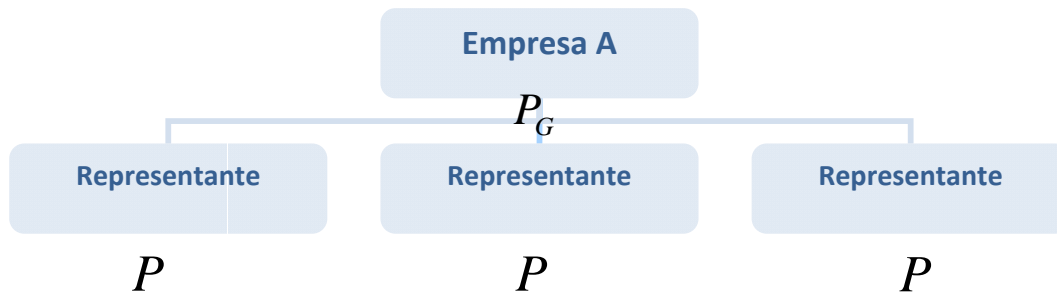 Empresa A
P_G
Representante Representante Representante
P P P